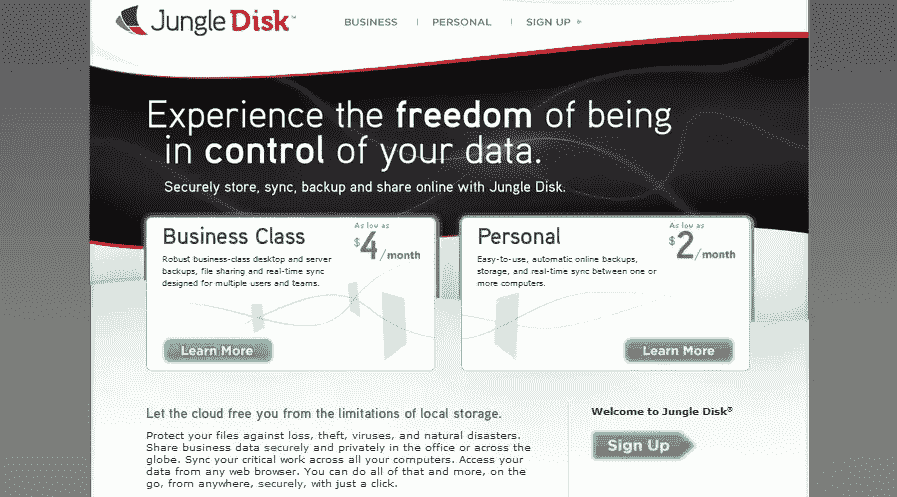 Jungle Disk™
BUSINESS | PERSONAL | SIGN UP
Experience the freedom of being
in control of your data.
Securely store, sync, backup and share online with Jungle Disk.
Business Class
As low as
$4/month
Robust business-class desktop and server
backups, file sharing and real-time sync
designed for multiple users and teams.
Learn More
Personal
As low as
$2/month
Easy-to-use, automatic online backups,
storage, and real-time sync between one or
more computers.
Learn More
Let the cloud free you from the limitations of local storage.
Protect your files against loss, theft, viruses, and natural disasters.
Share business data securely and privately in the office or across the
globe. Sync your critical work across all your computers. Access your
data from any web browser. You can do all of that and more, on the
go, from anywhere, securely, with just a click.
Welcome to Jungle Disk®
Sign Up